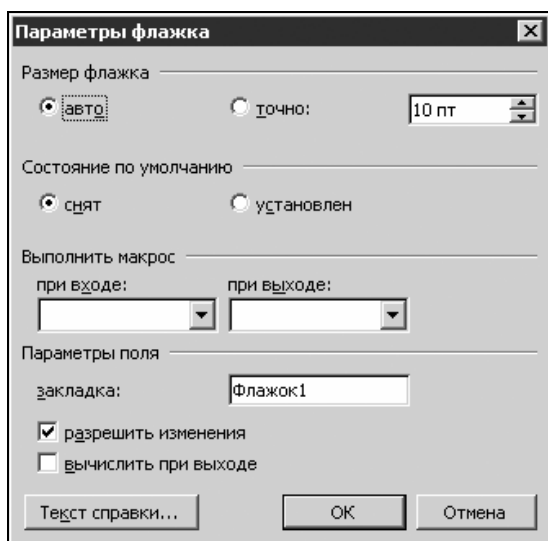 Параметры флажка
Размер флажка
авто точно: 10 пт
Состояние по умолчанию
снят установлен
Выполнить макрос
при входе: при выходе:
Параметры поля
закладка: Флажок1
разрешить изменения
вычислить при выходе
Текст справки... ОК Отмена